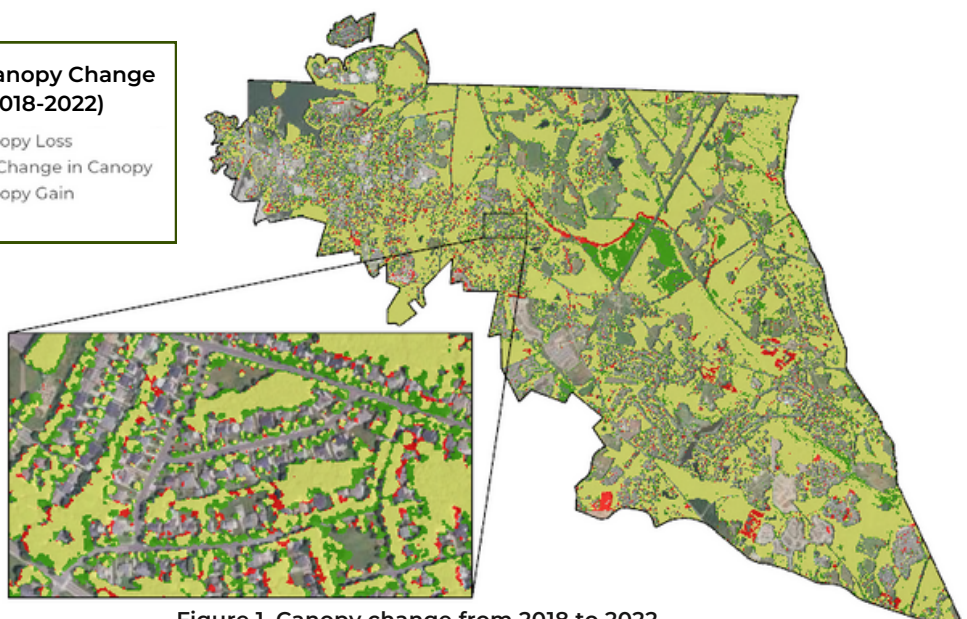 anopy Change
018-2022)
opy Loss
Change in Canopy
opy Gain
Figure 1. Canopy change from 2018 to 2022